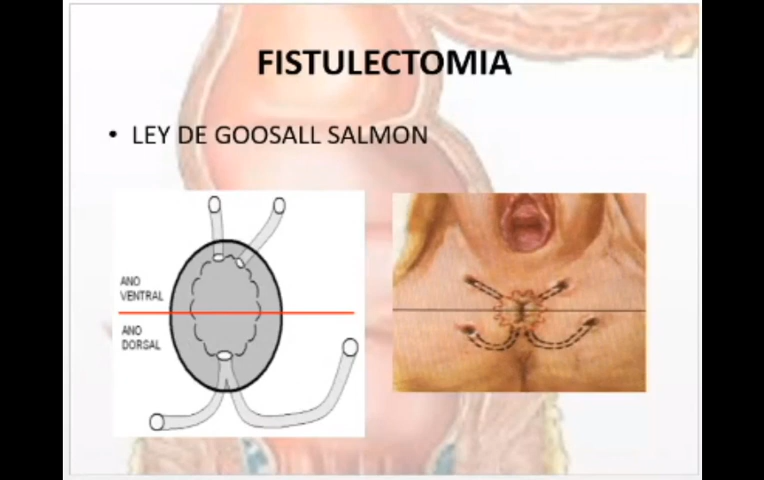 FISTULECTOMIA
• LEY DE GOOSALL SALMON
ANO
VENTRAL
ANO
DORSAL